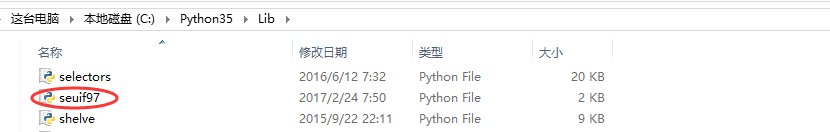 这台电脑 › 本地磁盘 (C:) › Python35 › Lib ›
名称 修改日期 类型 大小
selectors 2016/6/12 7:32 Python File 20 KB
seuif97 2017/2/24 7:50 Python File 2 KB
shelve 2015/9/22 22:11 Python File 9 KB